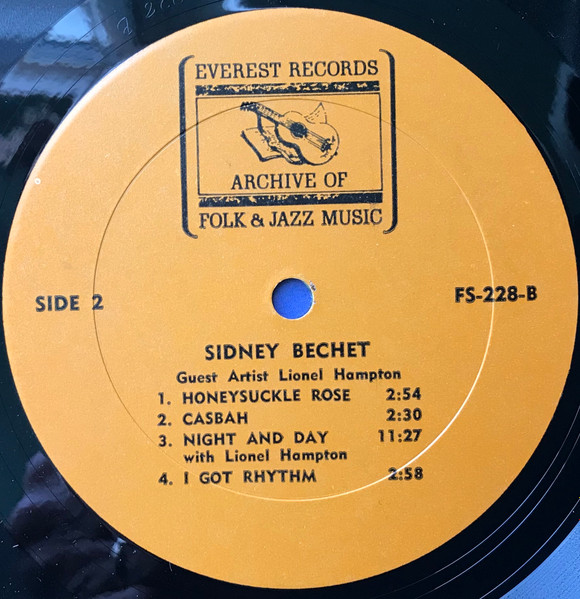 EVEREST RECORDS
ARCHIVE OF
FOLK & JAZZ MUSIC
SIDE 2
FS-228-B
SIDNEY BECHET
Guest Artist Lionel Hampton
1. HONEYSUCKLE ROSE 2:54
2. CASBAH 2:30
3. NIGHT AND DAY 11:27
with Lionel Hampton
4. I GOT RHYTHM 2:58